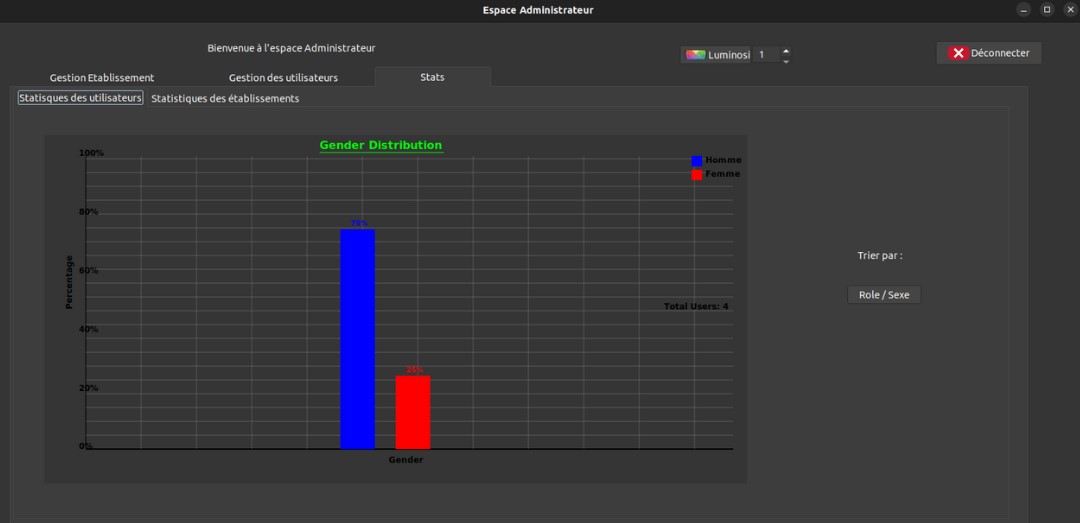 Espace Administrateur
Bienvenue à l'espace Administrateur
Luminosi 1
Déconnecter
Gestion Etablissement Gestion des utilisateurs Stats
Statisques des utilisateurs Statistiques des établissements
Gender Distribution
100%
Homme
Femme
80%
75%
Trier par :
60%
Percentage
Role / Sexe
Total Users: 4
40%
25%
20%
0%
Gender